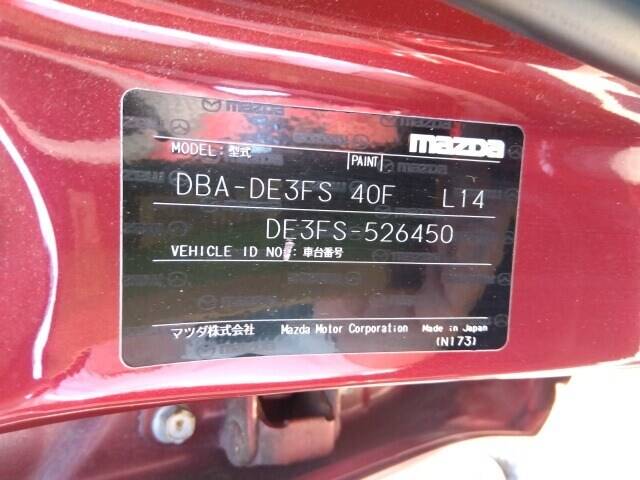 mazda
MODEL: 型式 PAINT
DBA-DE3FS 40F L14
DE3FS-526450
VEHICLE ID NO: 車台番号
マツダ株式会社 Mazda Motor Corporation Made in Japan
(N173)